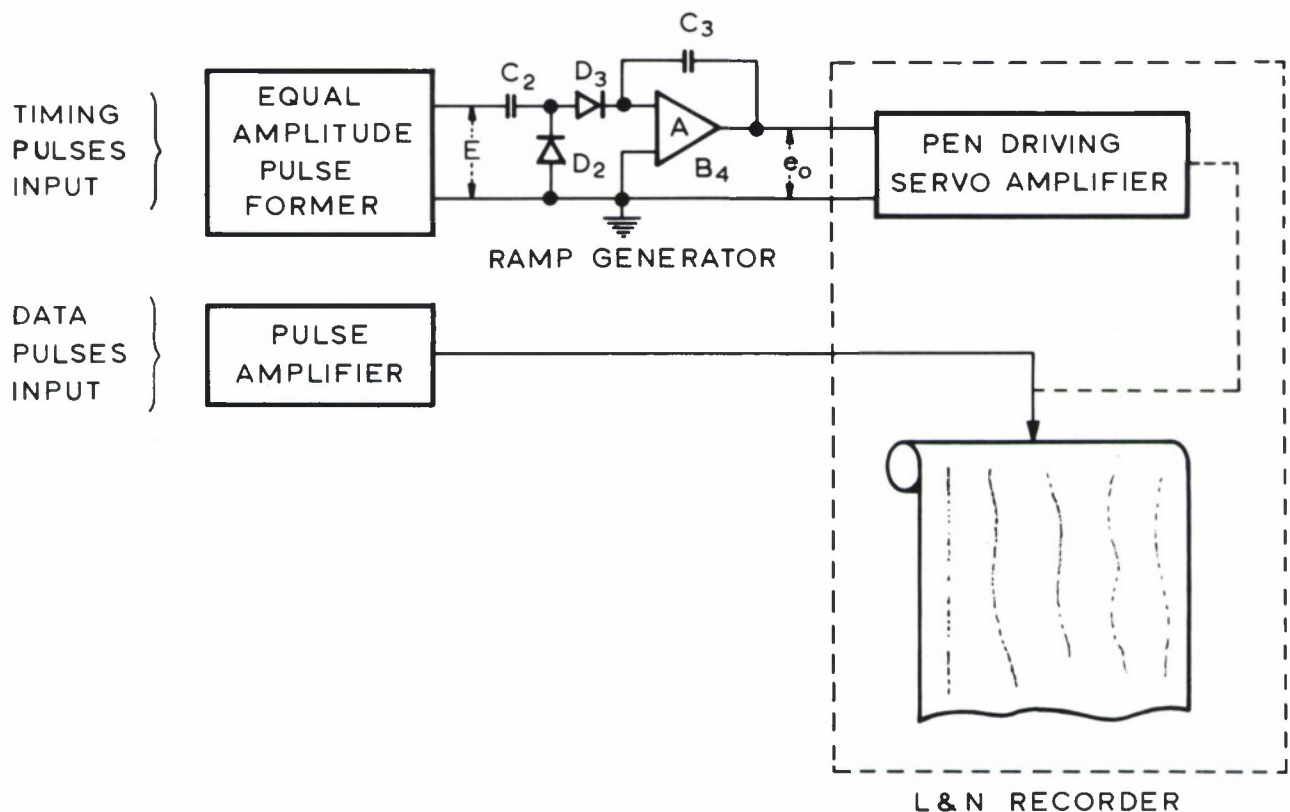 TIMING
PULSES
INPUT
EQUAL
AMPLITUDE
PULSE
FORMER
E
C2
D3
D2
C3
A
B4
eo
RAMP GENERATOR
PEN DRIVING
SERVO AMPLIFIER
DATA
PULSES
INPUT
PULSE
AMPLIFIER
L&N RECORDER